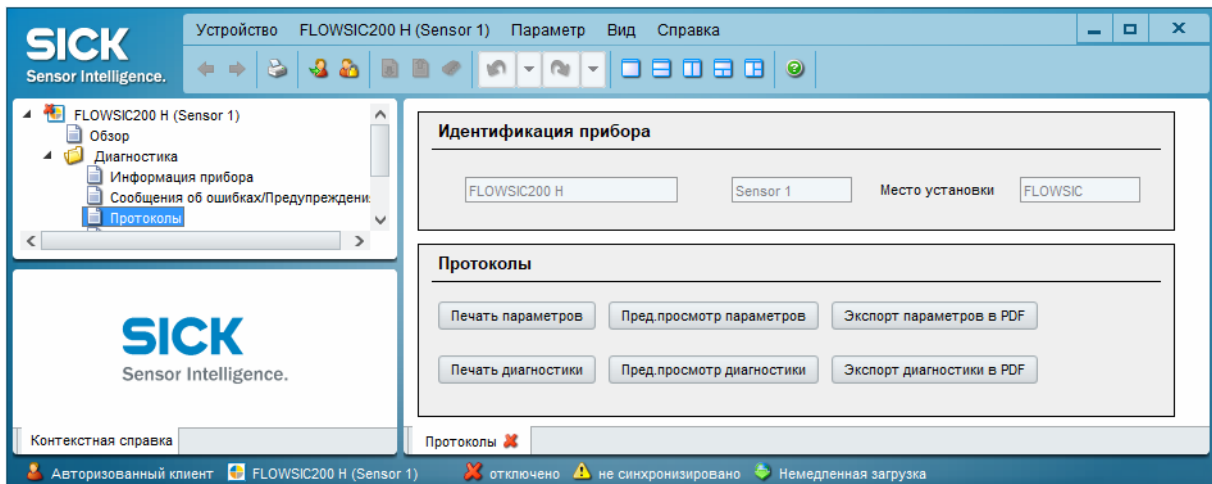 SICK
Sensor Intelligence.
Устройство FLOWSIC200 H (Sensor 1) Параметр Вид Справка
FLOWSIC200 H (Sensor 1)
Обзор
Диагностика
Информация прибора
Сообщения об ошибках/Предупреждени
Протоколы
SICK
Sensor Intelligence.
Контекстная справка
Идентификация прибора
FLOWSIC200 H Sensor 1 Место установки FLOWSIC
Протоколы
Печать параметров Пред.просмотр параметров Экспорт параметров в PDF
Печать диагностики Пред.просмотр диагностики Экспорт диагностики в PDF
Протоколы
Авторизованный клиент FLOWSIC200 H (Sensor 1) отключено не синхронизировано Немедленная загрузка